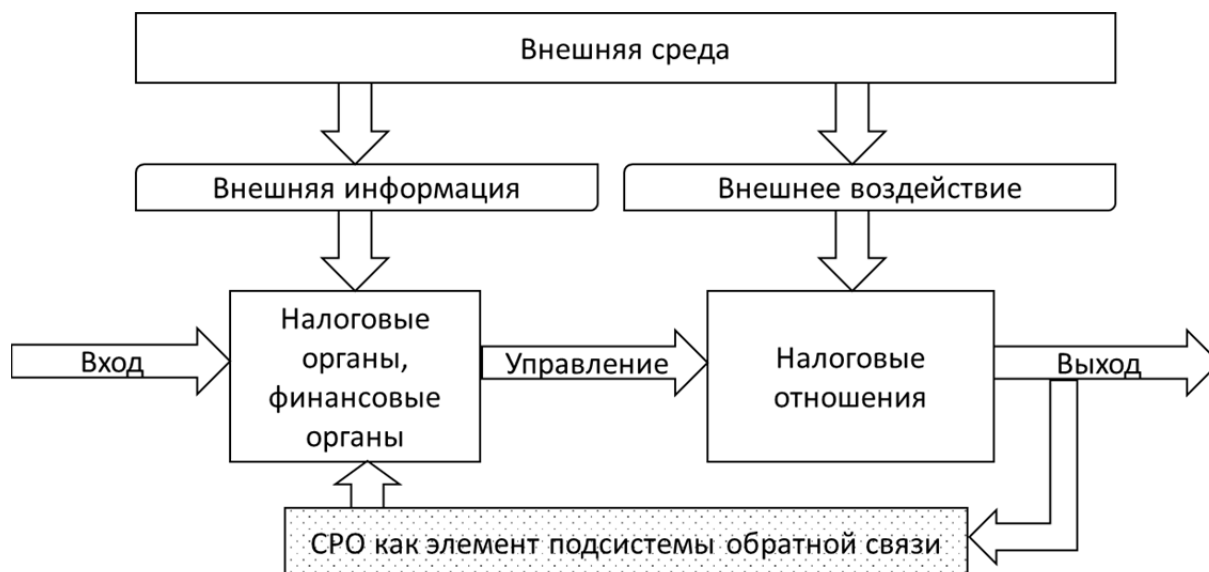 Внешняя среда
Внешняя информация
Внешнее воздействие
Вход
Налоговые
органы,
финансовые
органы
Управление
Налоговые
отношения
Выход
СРО как элемент подсистемы обратной связи